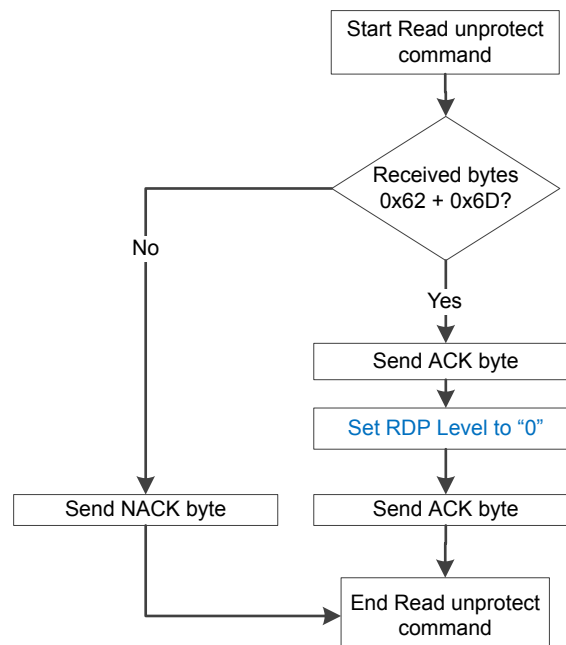 Start Read unprotect
command
Received bytes
0x62 + 0x6D?
No
Yes
Send ACK byte
Set RDP Level to “0”
Send NACK byte
Send ACK byte
End Read unprotect
command